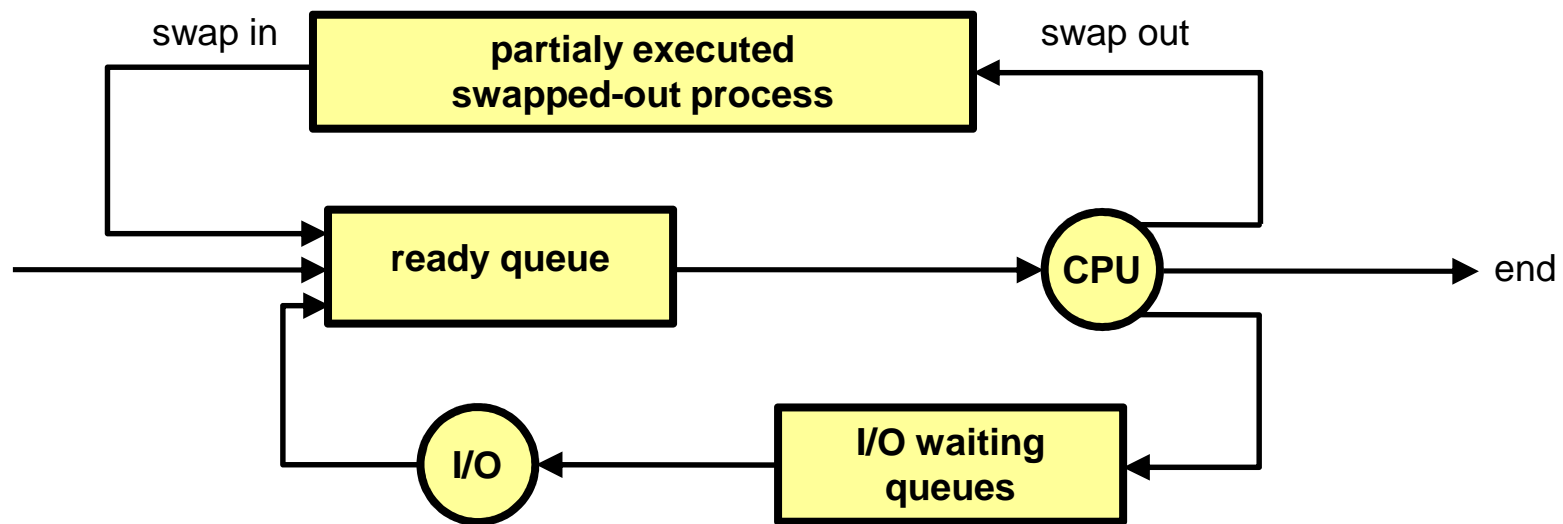 swap in
partialy executed
swapped-out process
swap out
ready queue
CPU
end
I/O
I/O waiting
queues